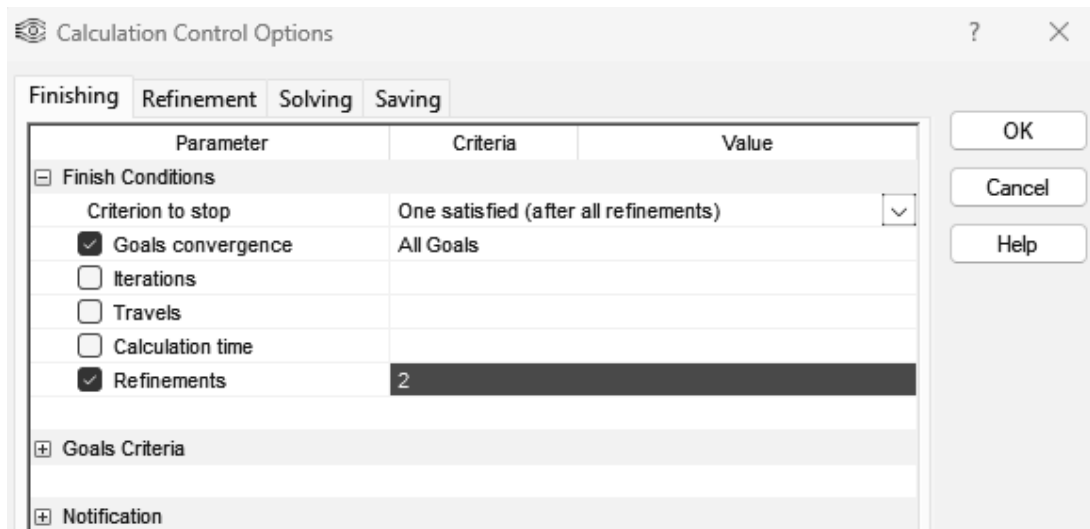 Calculation Control Options ? ×
Finishing Refinement Solving Saving
Parameter Criteria Value
Finish Conditions
Criterion to stop One satisfied (after all refinements)
Goals convergence All Goals
Iterations
Travels
Calculation time
Refinements 2
Goals Criteria
Notification
OK
Cancel
Help